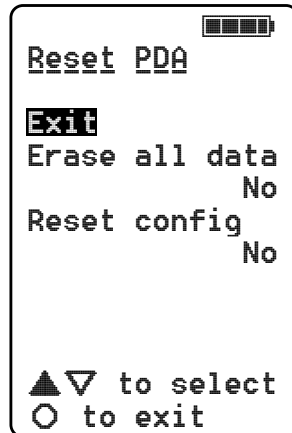 Reset PDA
Exit
Erase all data
No
Reset config
No
▲▽ to select
○ to exit